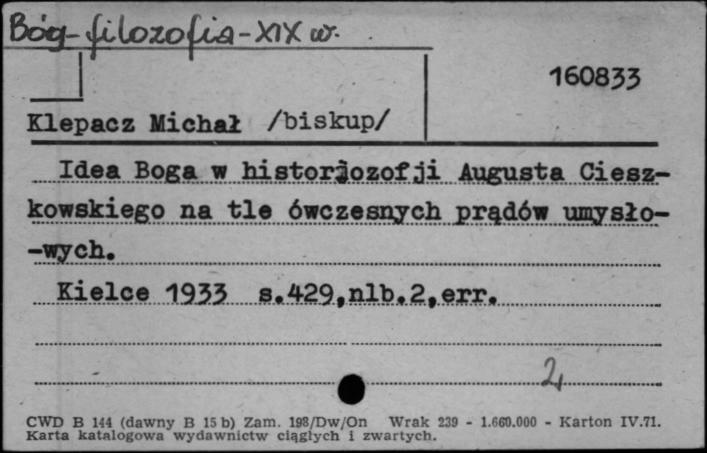 Bóg-filozofia-XIX w.
160833
Klepacz Michał /biskup/
Idea Boga w historjozofji Augusta Ciesz-
kowskiego na tle ówczesnych prądów umysło-
-wych.
Kielce 1933 s.429,nlb.2,err.
2
CWD B 144 (dawny B 15 b) Zam. 198/Dw/On Wrak 239 - 1.660.000 - Karton IV.71.
Karta katalogowa wydawnictw ciągłych i zwartych.